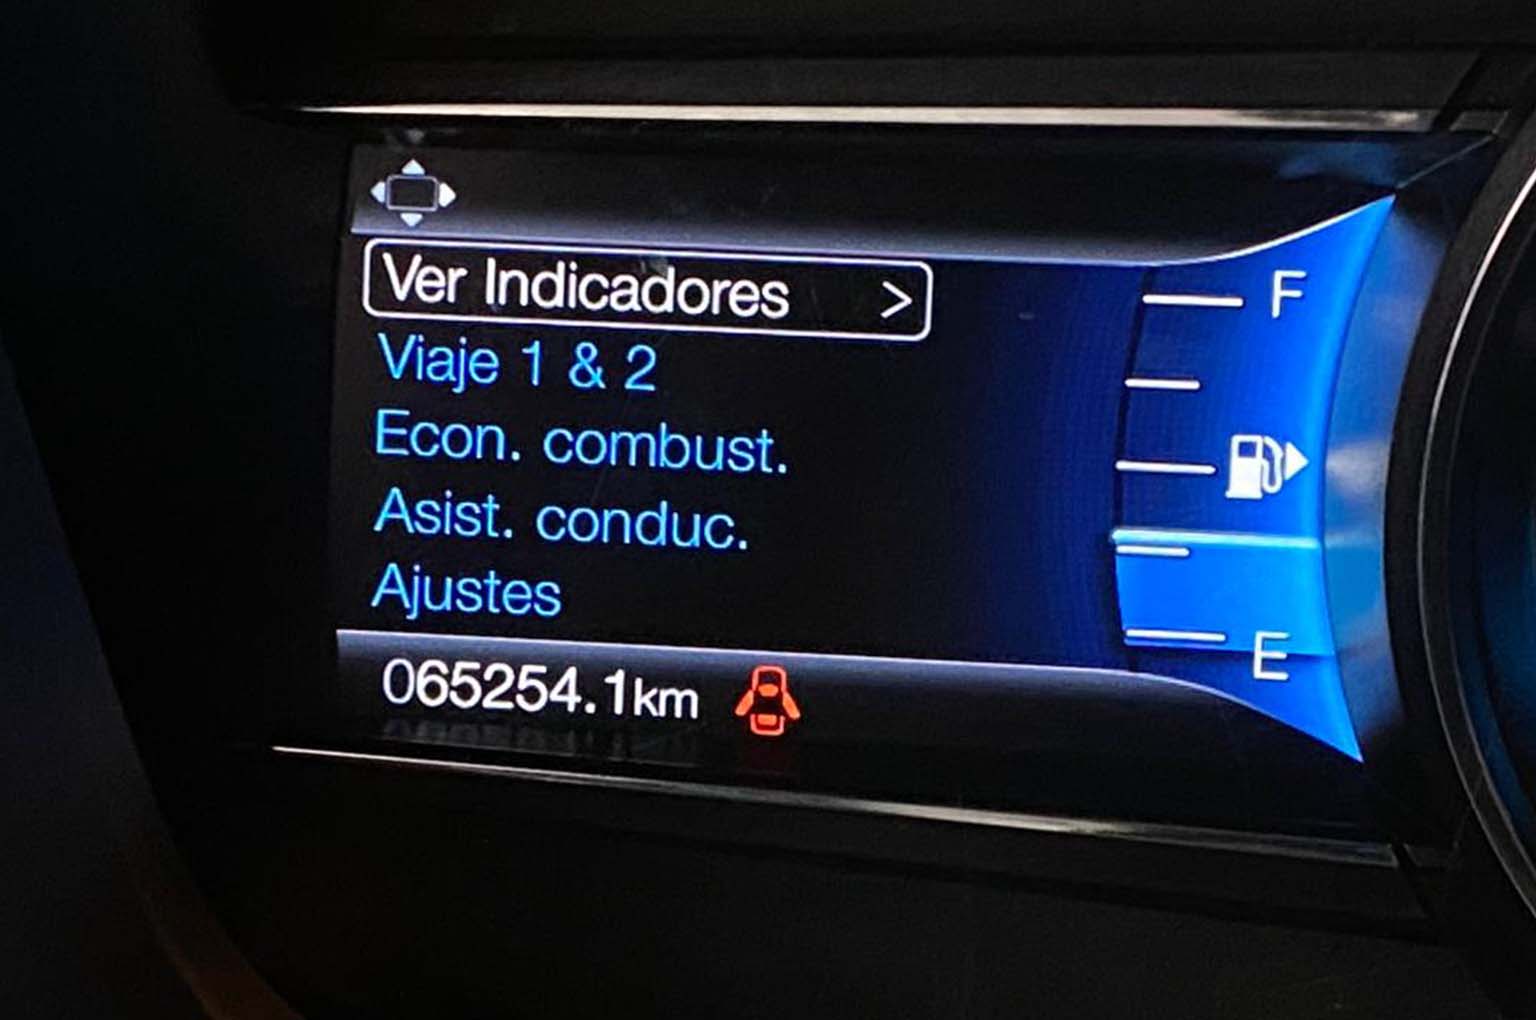 Ver Indicadores >
Viaje 1 & 2
Econ. combust.
Asist. conduc.
Ajustes
065254.1km
F
E